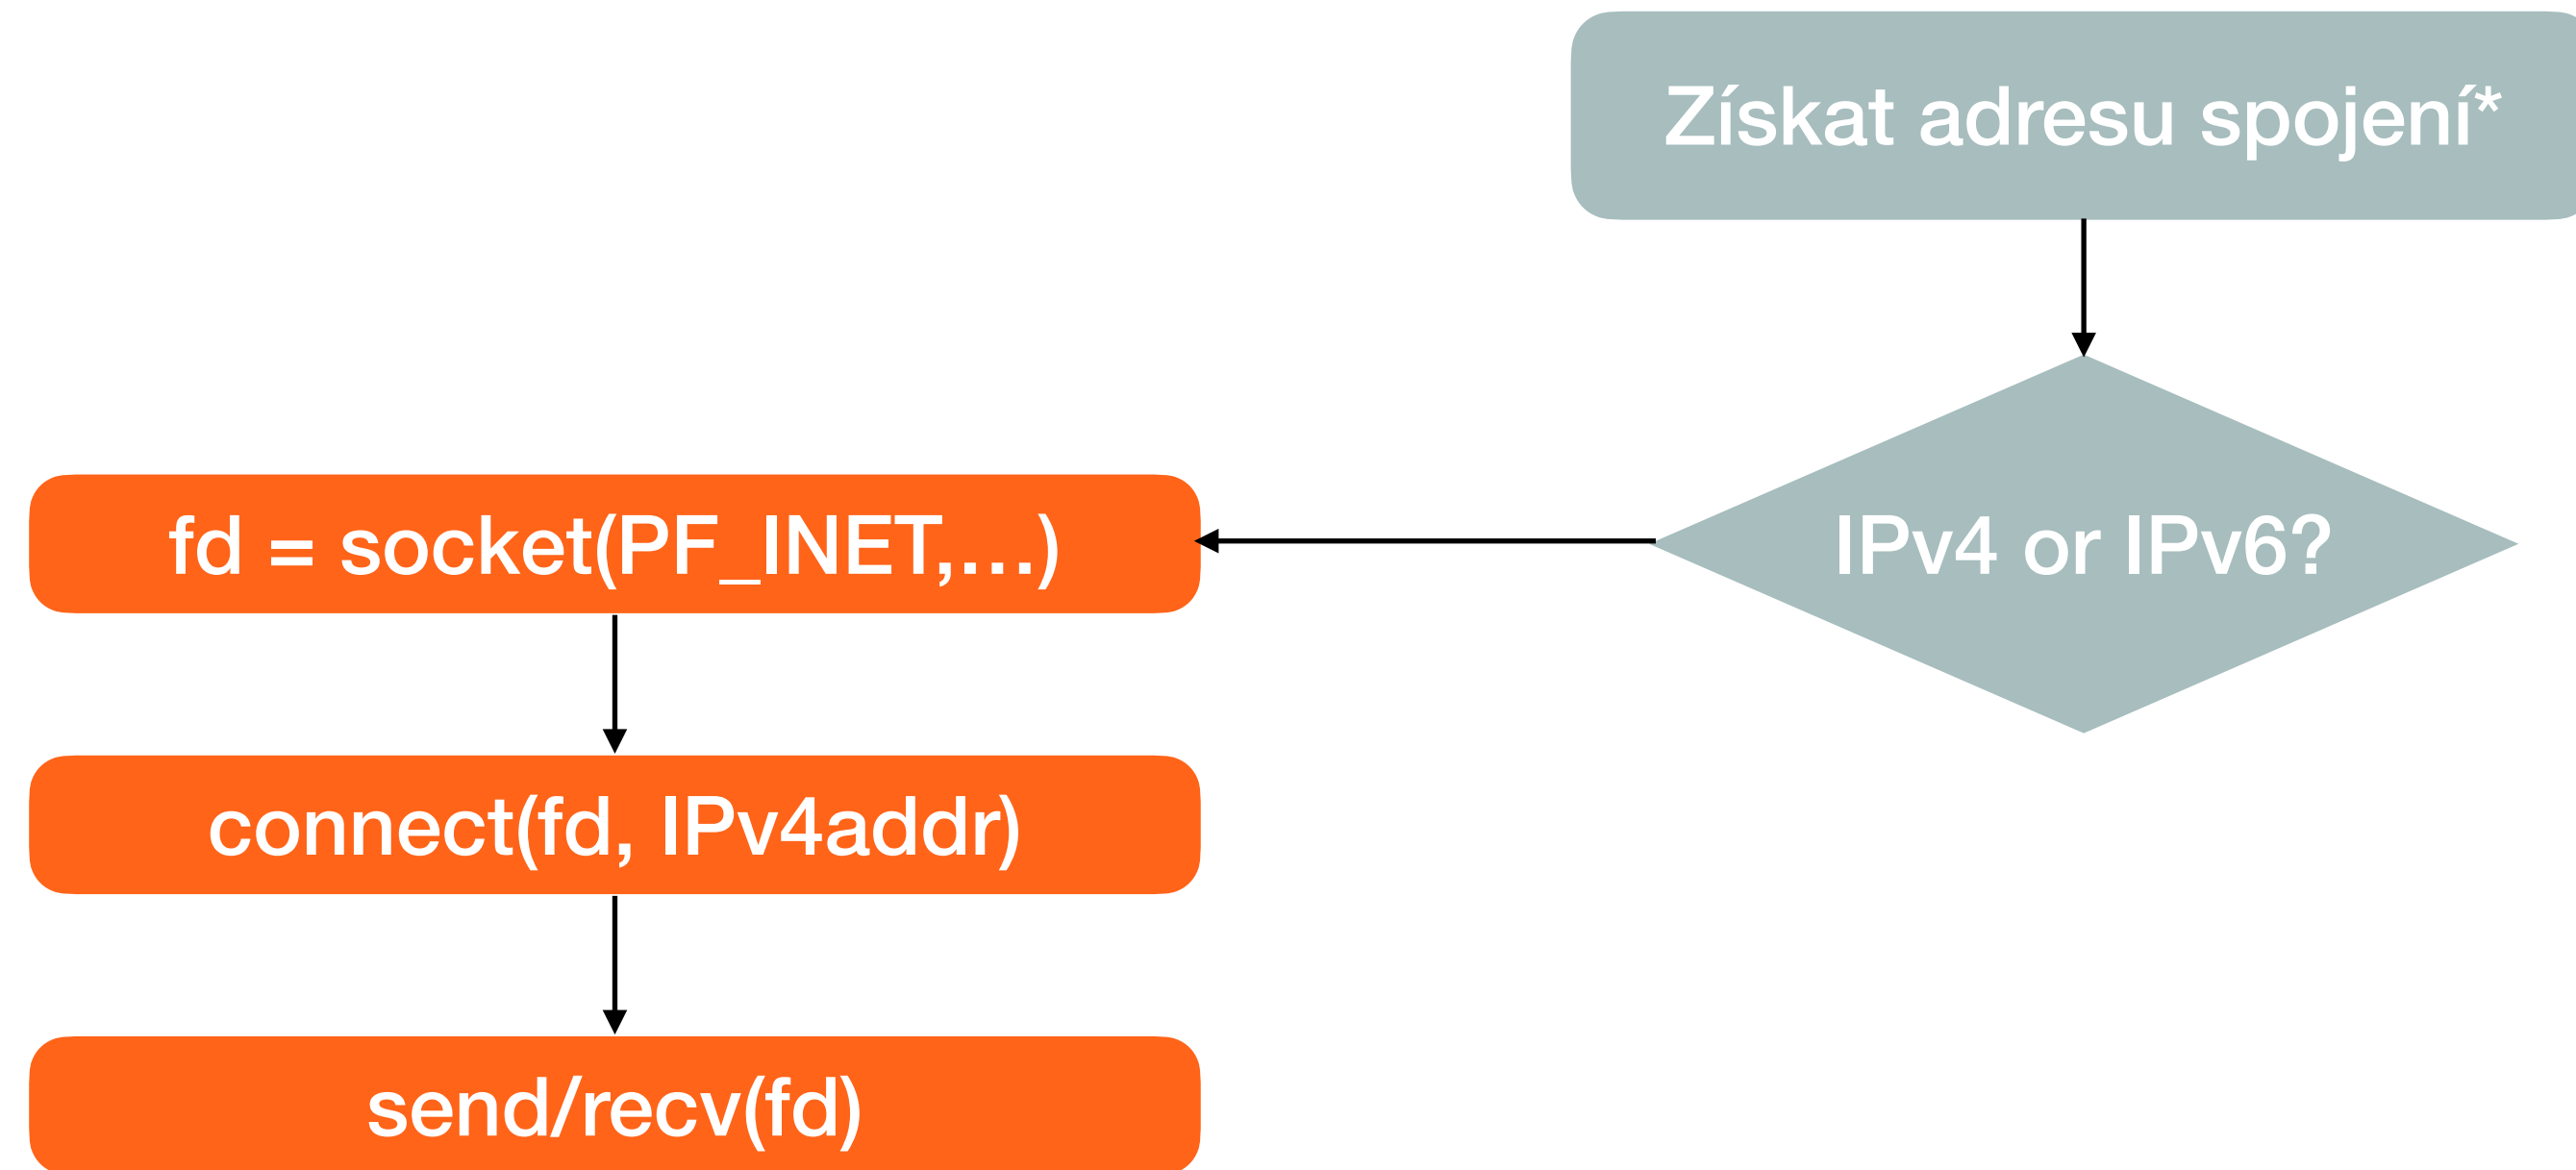 Získat adresu spojení*
IPv4 or IPv6?
fd = socket(PF_INET,…)
connect(fd, IPv4addr)
send/recv(fd)